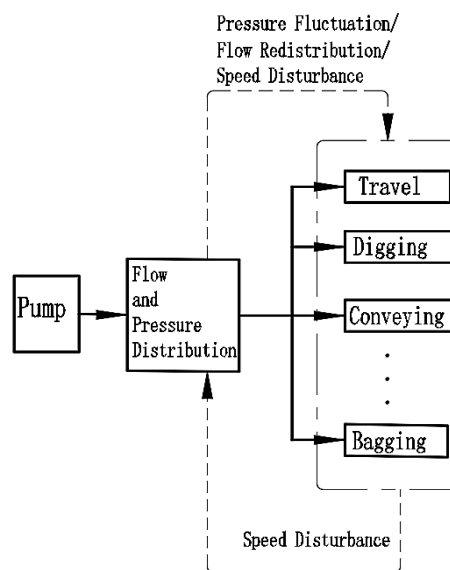 Pressure Fluctuation/
Flow Redistribution/
Speed Disturbance
Travel
Digging
Flow
and
Pressure
Distribution
Pump
Conveying
Bagging
Speed Disturbance